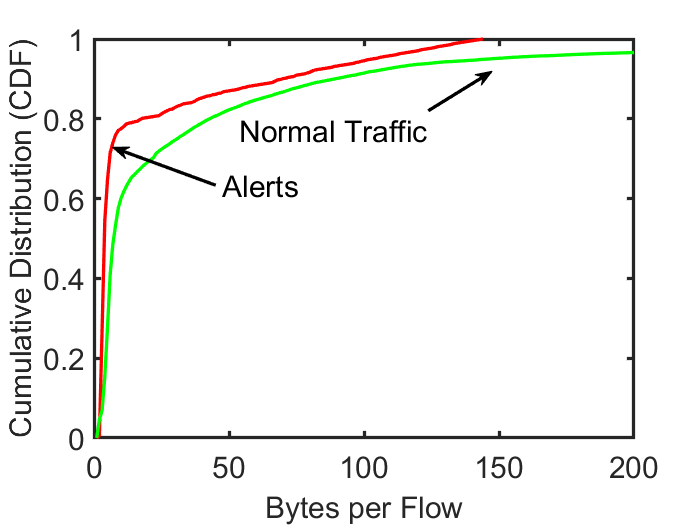 1
0.8
0.6
0.4
0.2
0
Cumulative Distribution (CDF)
Normal Traffic
Alerts
0 50 100 150 200
Bytes per Flow